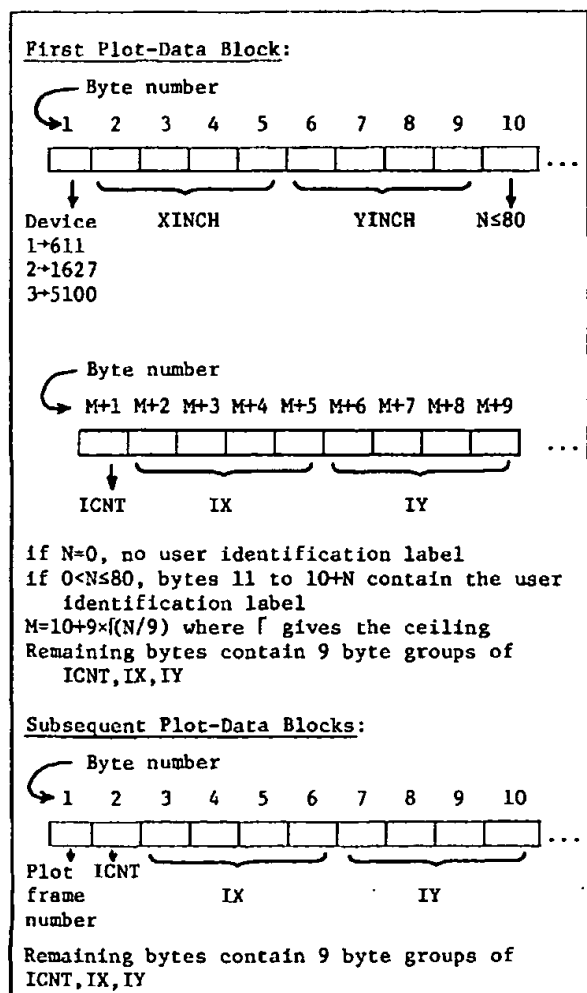 First Plot-Data Block:
Byte number
1 2 3 4 5 6 7 8 9 10
...
Device XINCH YINCH N≤80
1→611
2→1627
3→5100
Byte number
M+1 M+2 M+3 M+4 M+5 M+6 M+7 M+8 M+9
...
ICNT IX IY
if N=0, no user identification label
if 0<N≤80, bytes 11 to 10+N contain the user
identification label
M=10+9×⌈(N/9) where ⌈ gives the ceiling
Remaining bytes contain 9 byte groups of
ICNT,IX,IY
Subsequent Plot-Data Blocks:
Byte number
1 2 3 4 5 6 7 8 9 10
...
Plot ICNT
frame IX IY
number
Remaining bytes contain 9 byte groups of
ICNT,IX,IY